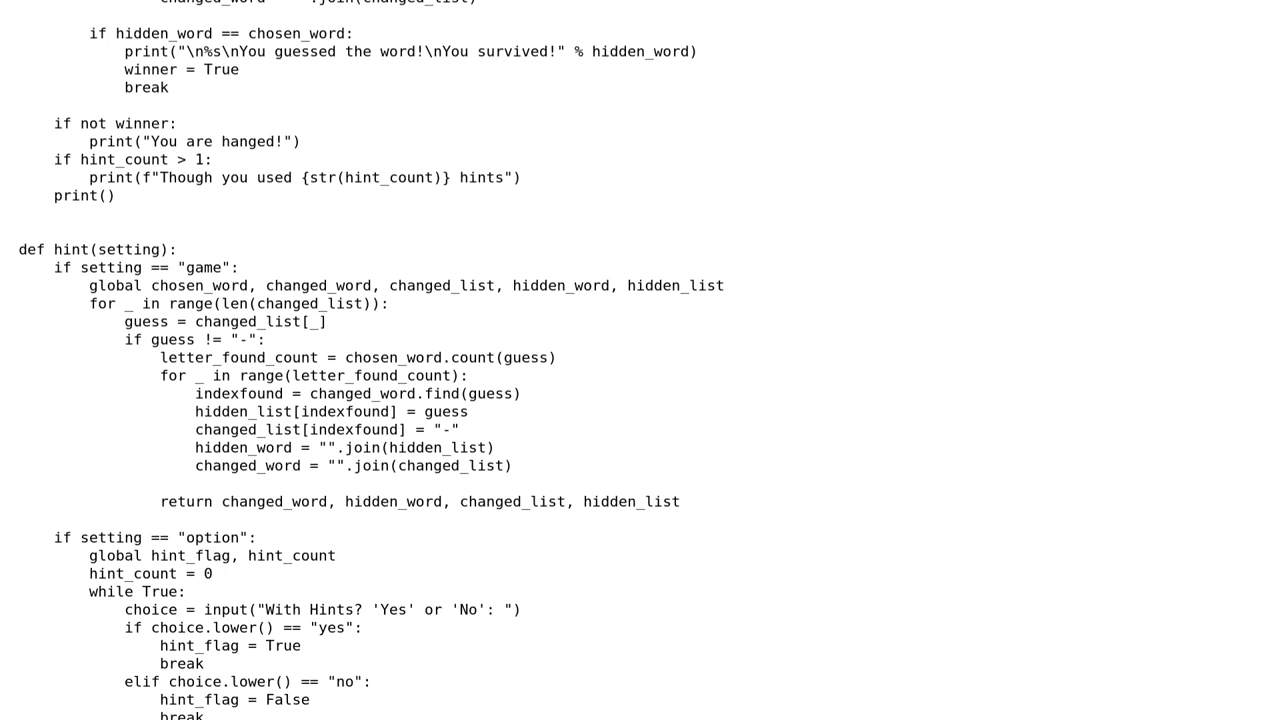 changed_word = "".join(changed_list)

        if hidden_word == chosen_word:
            print("\n%s\nYou guessed the word!\nYou survived!" % hidden_word)
            winner = True
            break

    if not winner:
        print("You are hanged!")
    if hint_count > 1:
        print(f"Though you used {str(hint_count)} hints")
    print()


def hint(setting):
    if setting == "game":
        global chosen_word, changed_word, changed_list, hidden_word, hidden_list
        for _ in range(len(changed_list)):
            guess = changed_list[_]
            if guess != "-":
                letter_found_count = chosen_word.count(guess)
                for _ in range(letter_found_count):
                    indexfound = changed_word.find(guess)
                    hidden_list[indexfound] = guess
                    changed_list[indexfound] = "-"
                    hidden_word = "".join(hidden_list)
                    changed_word = "".join(changed_list)

                return changed_word, hidden_word, changed_list, hidden_list

    if setting == "option":
        global hint_flag, hint_count
        hint_count = 0
        while True:
            choice = input("With Hints? 'Yes' or 'No': ")
            if choice.lower() == "yes":
                hint_flag = True
                break
            elif choice.lower() == "no":
                hint_flag = False
                break